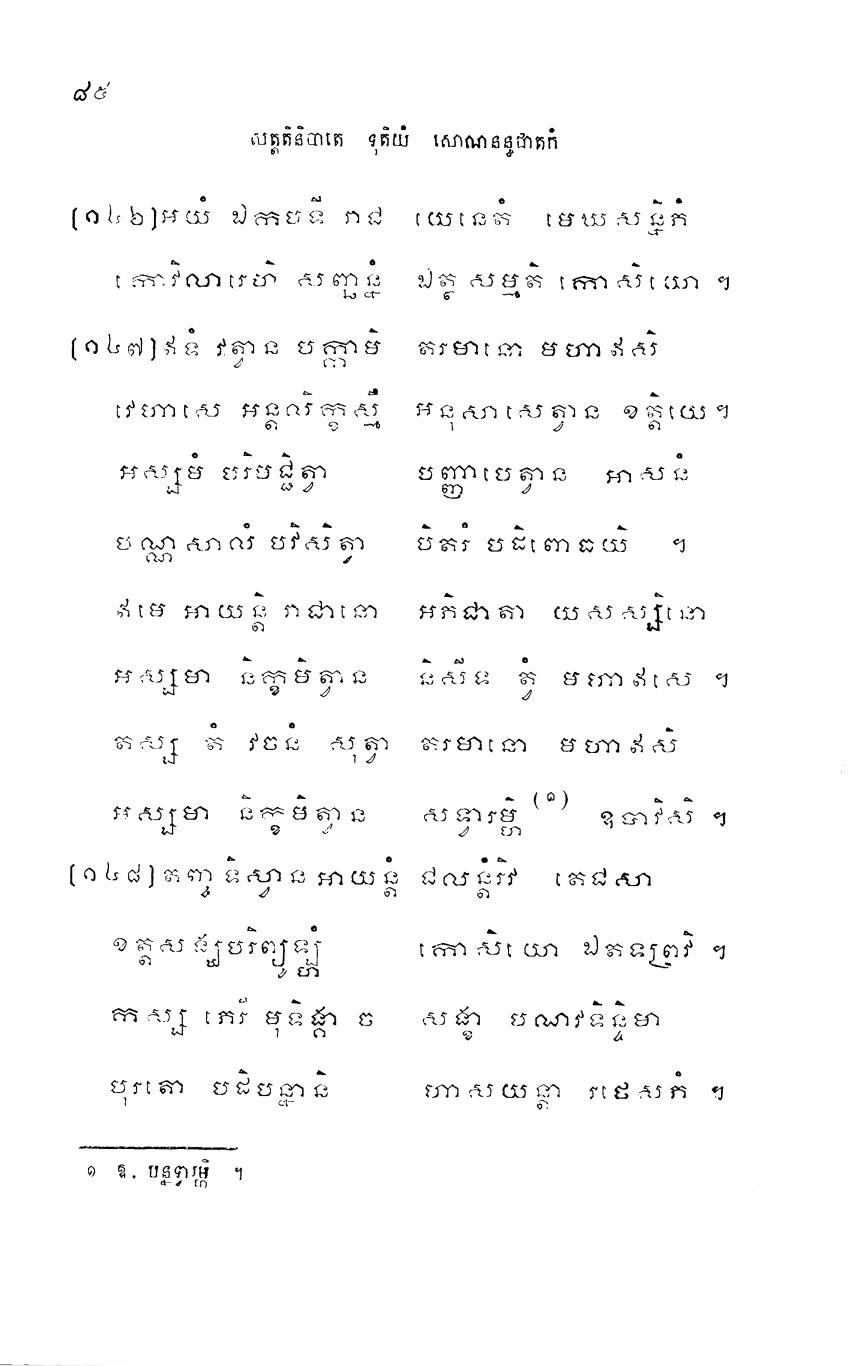 ៨៥
សត្តតិនិបាតេ ទុតិយំ សោណនន្ទជាតកំ
[១៤៦] អយំ ឯកបទី រាជ យេនេតំ មេឃសន្និភំ
កោវិលារេហិ សញ្ឆន្នំ ឯត្ថ សម្មតិ កោសិយោ ។
[១៤៧] ឥទំ វត្វាន បក្កាមិ តរមានោ មហាឥសិ
វេហាសេ អន្តលិក្ខស្មឹ អនុសាសេត្វាន ខត្តិយេ ។
អស្សមំ បរិបជ្ជិត្វា បញ្ញាបេត្វាន អាសនំ
បណ្ណសាលំ បវិសិត្វា បិតរំ បដិពោធយិ ។
ឥមេ អាយន្តិ រាជានោ អភិជាតា យសស្សិនោ
អស្សមា និក្ខមិត្វាន និសីទ ត្វំ មហាឥសេ ។
តស្ស តំ វចនំ សុត្វា តរមានោ មហាឥសិ
អស្សមា និក្ខមិត្វាន សទ្វារម្ហិ (១) ឧបាវិសិ ។
[១៤៨] តញ្ច ទិស្វាន អាយន្តំ ជលន្តំរិវ តេជសា
ខត្តសង្ឃបរិព្យូឡ្ហំ កោសិយោ ឯតទព្រវិ ។
កស្ស ភេរី មុទិង្គា ច សង្ខា បណវទិន្ទិមា
បុរតោ បដិបន្នានិ ហាសយន្តា រថេសភំ ។
១ ឱ. បន្នទ្វារម្ហិ ។